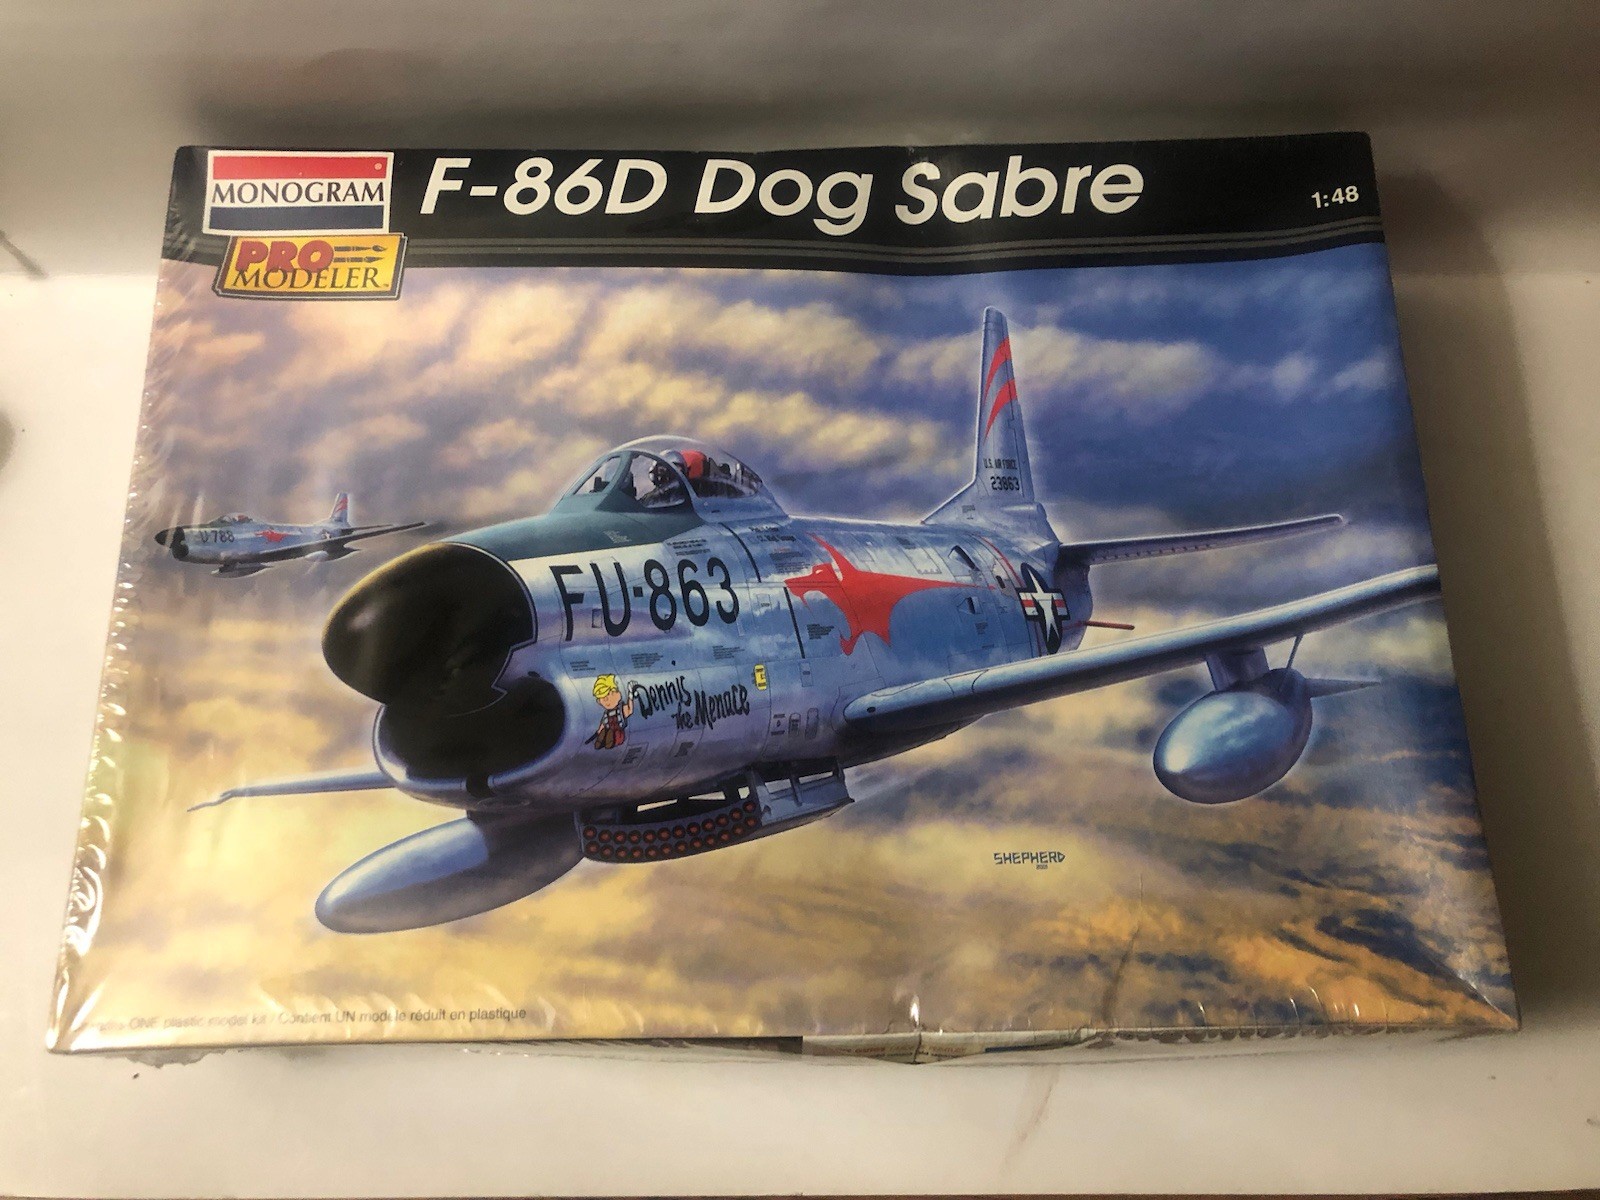 MONOGRAM
F-86D Dog Sabre
1:48
PRO
MODELER
U.S. AIR FORCE
23863
U-788
FU-863
Dennis
the Menace
SHEPHERD
ONE plastic model kit / Contient UN modèle réduit en plastique